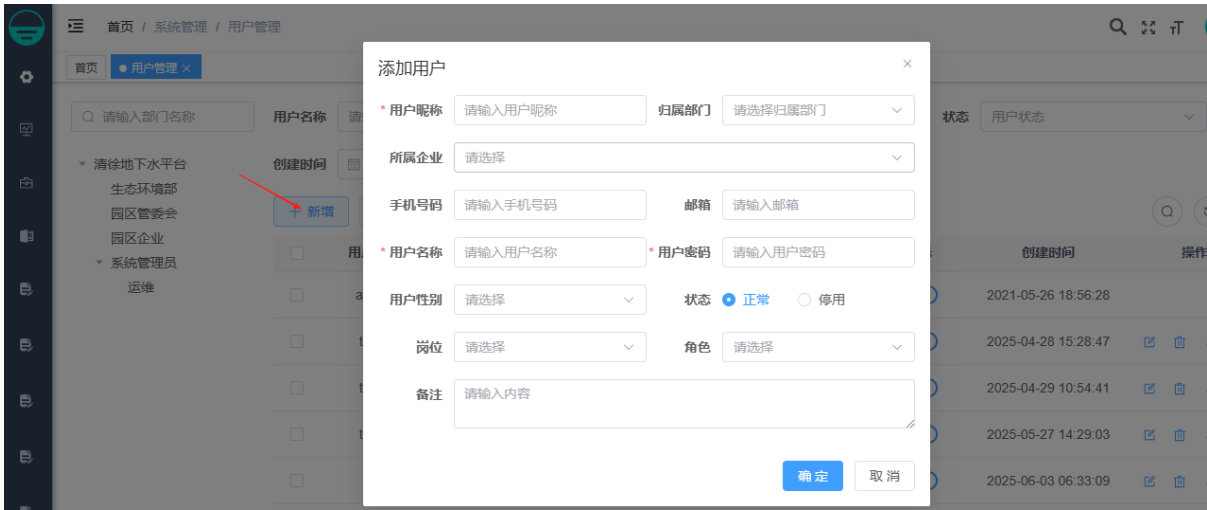 首页 / 系统管理 / 用户管理
首页 用户管理
请输入部门名称
清徐地下水平台
生态环境部
园区管委会
园区企业
系统管理员
运维
用户名称 请
状态 用户状态
创建时间
+ 新增
用
创建时间 操作
2021-05-26 18:56:28
2025-04-28 15:28:47
2025-04-29 10:54:41
2025-05-27 14:29:03
2025-06-03 06:33:09
添加用户
* 用户昵称 请输入用户昵称 归属部门 请选择归属部门
所属企业 请选择
手机号码 请输入手机号码 邮箱 请输入邮箱
* 用户名称 请输入用户名称 * 用户密码 请输入用户密码
用户性别 请选择 状态 正常 停用
岗位 请选择 角色 请选择
备注 请输入内容
确定 取消